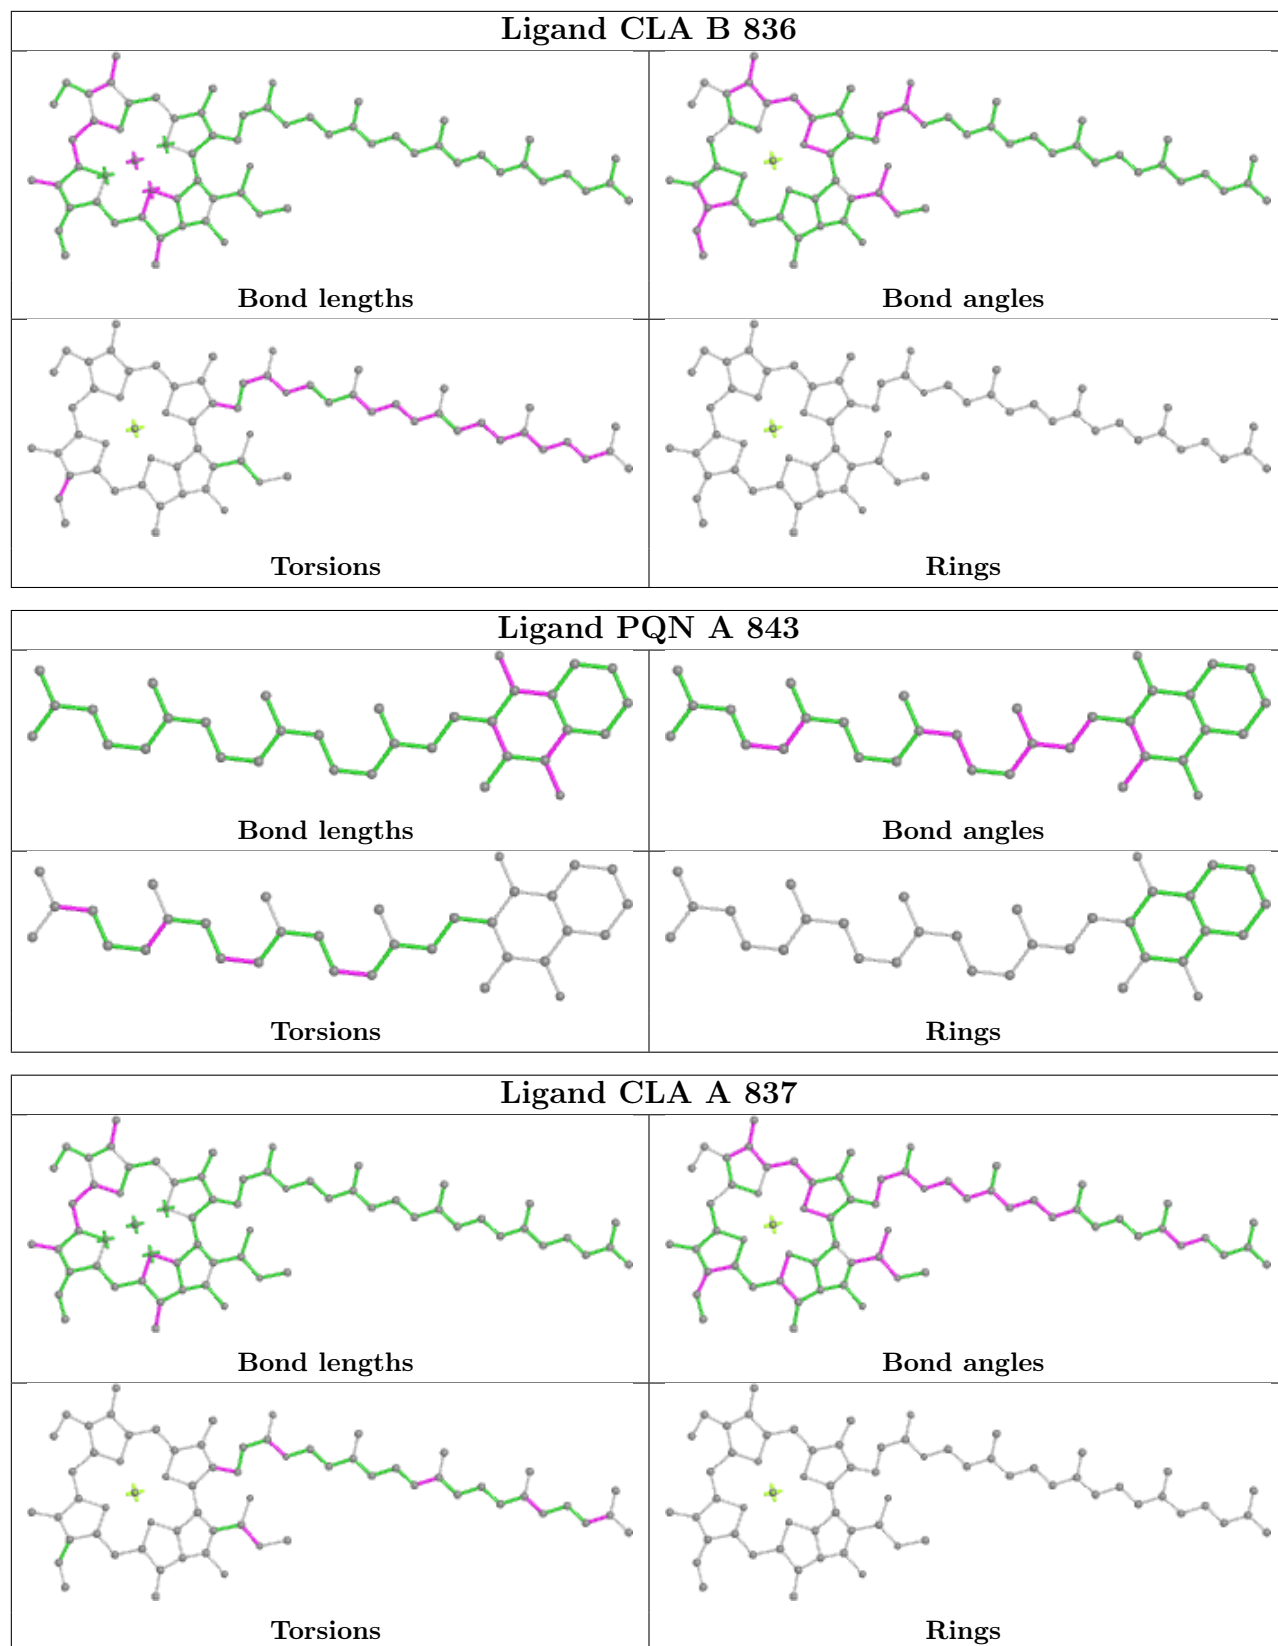 Ligand CLA B 836
Bond lengths
Bond angles
Torsions
Rings
Ligand PQN A 843
Bond lengths
Bond angles
Torsions
Rings
Ligand CLA A 837
Bond lengths
Bond angles
Torsions
Rings